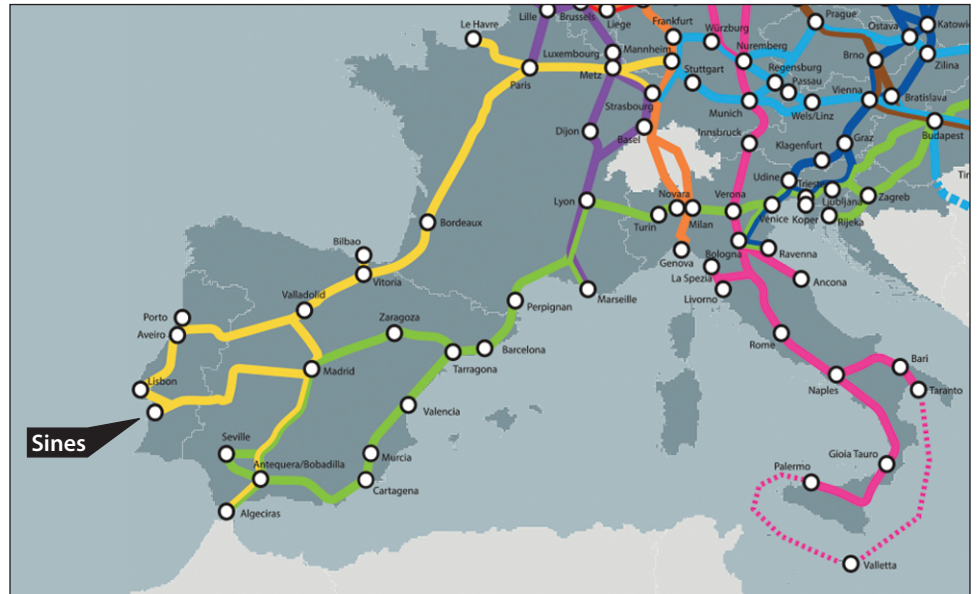 Lille
Brussels
Liege
Le Havre
Frankfurt
Würzburg
Prague
Luxembourg
Mannheim
Nuremberg
Ostava
Metz
Stuttgart
Regensburg
Brno
Zilina
Paris
Passau
Strasbourg
Munich
Wels/Linz
Vienna
Bratislava
Dijon
Basel
Innsbruck
Budapest
Klagenfurt
Graz
Udine
Lyon
Novara
Verona
Ljubljana
Zagreb
Turin
Milan
Venice
Koper
Rijeka
Bordeaux
Bilbao
Vitoria
Genova
Bologna
Ravenna
La Spezia
Livorno
Ancona
Valladolid
Perpignan
Marseille
Porto
Aveiro
Zaragoza
Rome
Barcelona
Bari
Madrid
Tarragona
Lisbon
Naples
Taranto
Valencia
Sines
Seville
Murcia
Gioia Tauro
Antequera/Bobadilla
Palermo
Cartagena
Algeciras
Valletta